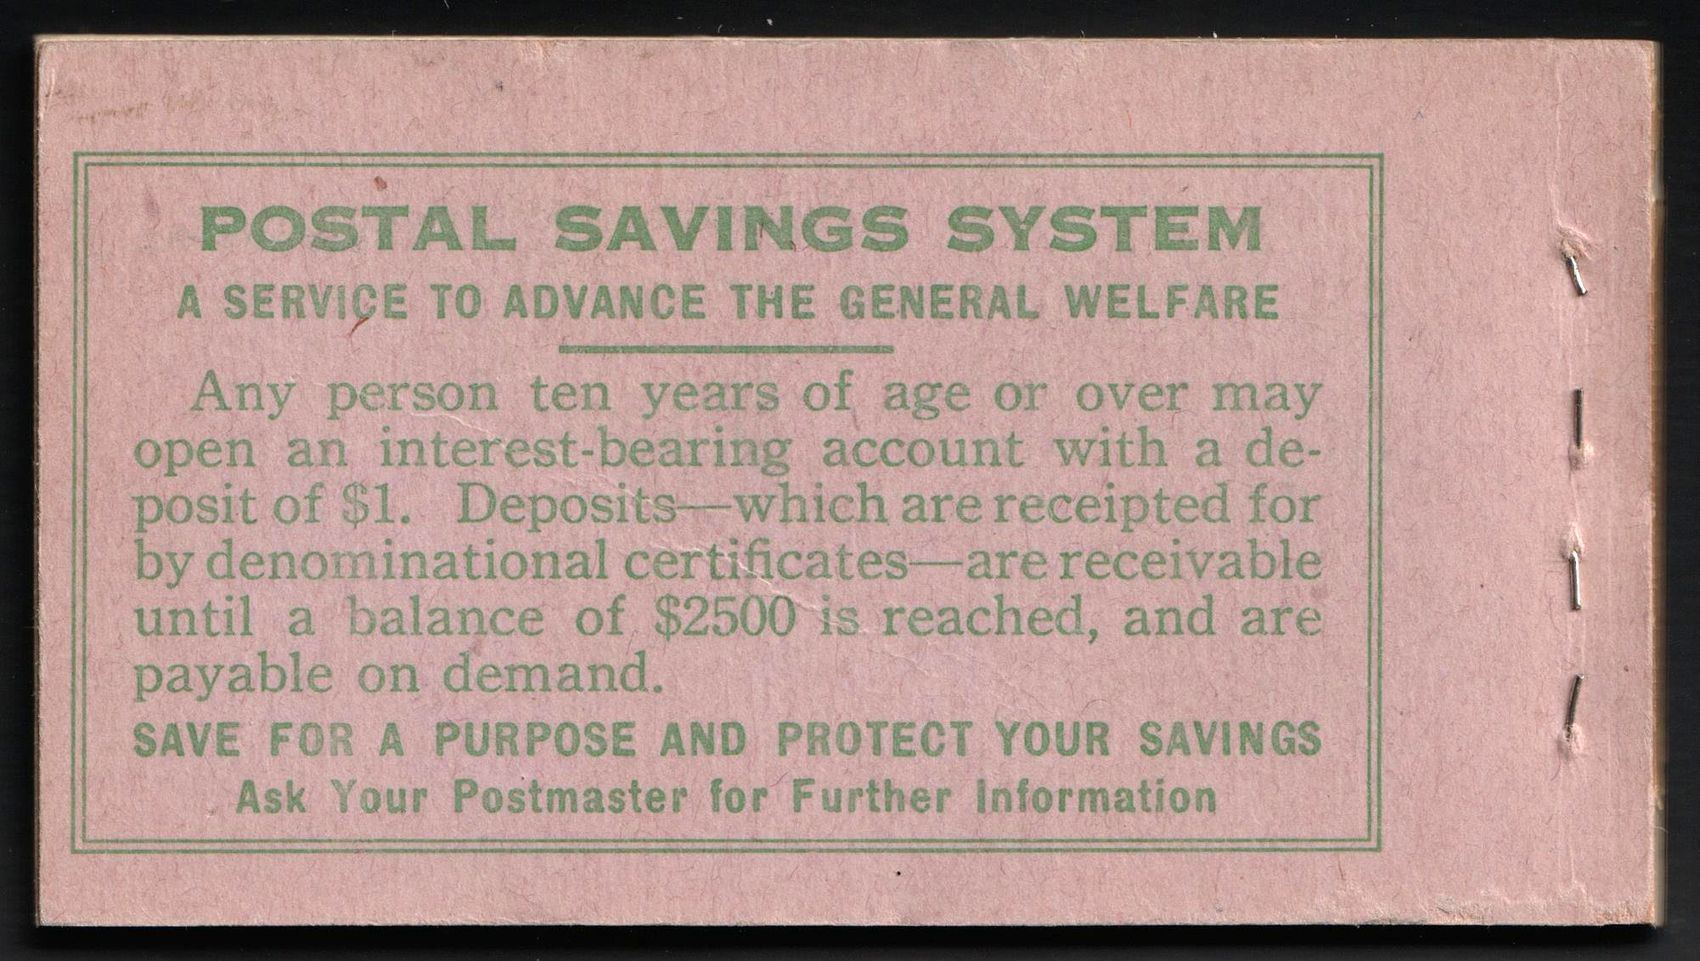 POSTAL SAVINGS SYSTEM
A SERVICE TO ADVANCE THE GENERAL WELFARE
Any person ten years of age or over may
open an interest-bearing account with a de-
posit of $1. Deposits—which are receipted for
by denominational certificates—are receivable
until a balance of $2500 is reached, and are
payable on demand.
SAVE FOR A PURPOSE AND PROTECT YOUR SAVINGS
Ask Your Postmaster for Further Information